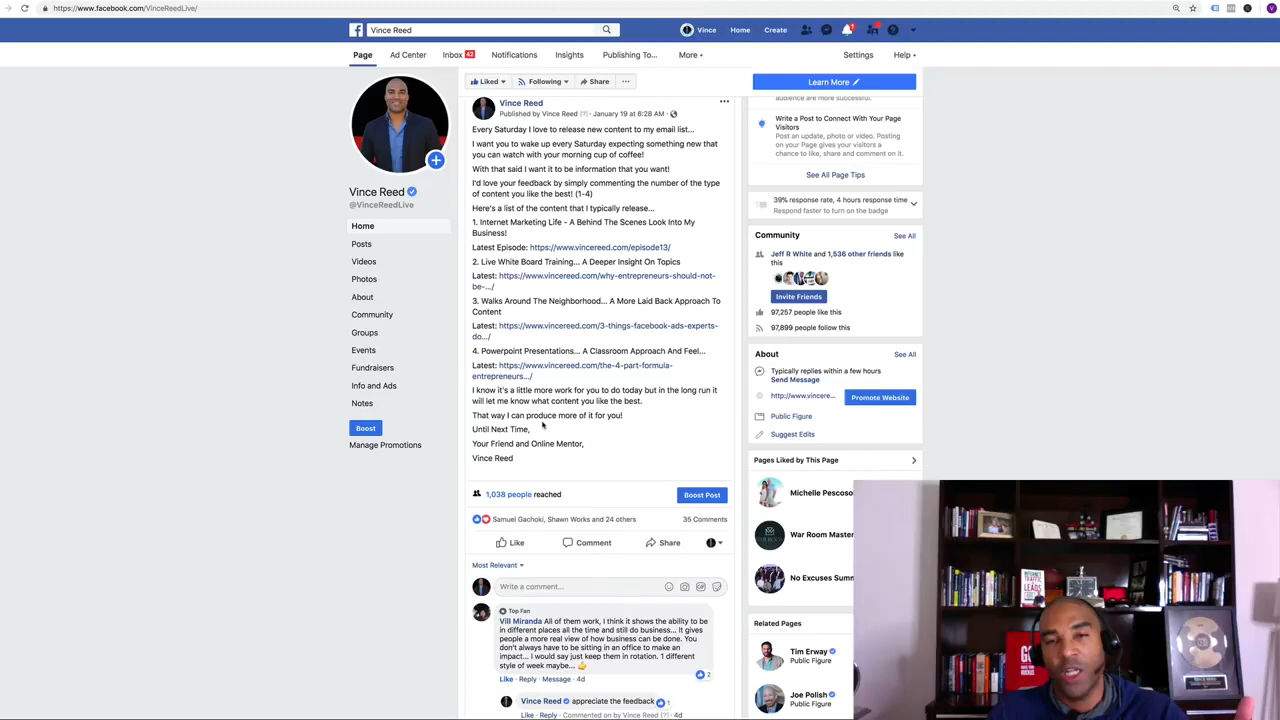 https://www.facebook.com/VinceReedLive/
Vince Reed
Vince
Home
Create
Page
Ad Center
Inbox 42
Notifications
Insights
Publishing To...
More
Settings
Help
Vince Reed
@VinceReedLive
Home
Posts
Videos
Photos
About
Community
Groups
Events
Fundraisers
Info and Ads
Notes
Boost
Manage Promotions
Liked
Following
Share
...
Vince Reed
Published by Vince Reed [?] · January 19 at 6:28 AM ·
Every Saturday I love to release new content to my email list...
I want you to wake up every Saturday expecting something new that
you can watch with your morning cup of coffee!
With that said I want it to be information that you want!
I'd love your feedback by simply commenting the number of the type
of content you like the best! (1-4)
Here's a list of the content that I typically release...
1. Internet Marketing Life - A Behind The Scenes Look Into My
Business!
Latest Episode: https://www.vincereed.com/episode13/
2. Live White Board Training... A Deeper Insight On Topics
Latest: https://www.vincereed.com/why-entrepreneurs-should-not-
be-.../
3. Walks Around The Neighborhood... A More Laid Back Approach To
Content
Latest: https://www.vincereed.com/3-things-facebook-ads-experts-
do.../
4. Powerpoint Presentations... A Classroom Approach And Feel...
Latest: https://www.vincereed.com/the-4-part-formula-
entrepreneurs.../
I know it's a little more work for you to do today but in the long run it
will let me know what content you like the best.
That way I can produce more of it for you!
Until Next Time,
Your Friend and Online Mentor,
Vince Reed
1,038 people reached
Boost Post
Samuel Gachoki, Shawn Works and 24 others
35 Comments
Like
Comment
Share
Most Relevant
Write a comment...
Top Fan
Vill Miranda All of them work, I think it shows the ability to be
in different places all the time and still do business... It gives
people a more real view of how business can be done. You
don't always have to be sitting in an office to make an
impact... I would say just keep them in rotation. 1 different
style of week maybe...
2
Like · Reply · Message · 4d
Vince Reed appreciate the feedback
1
Like · Reply · Commented on by Vince Reed [?] · 4d
Learn More
audience are more successful.
Write a Post to Connect With Your Page
Visitors
Post an update, photo or video. Posting
on your Page gives your visitors a
chance to like, share and comment on it.
See All Page Tips
39% response rate, 4 hours response time
Respond faster to turn on the badge
Community
See All
Jeff R White and 1,536 other friends like
this
Invite Friends
97,257 people like this
97,899 people follow this
About
See All
Typically replies within a few hours
Send Message
http://www.vincere...
Promote Website
Public Figure
Suggest Edits
Pages Liked by This Page
Michelle Pescoso
War Room Master
No Excuses Summ
Related Pages
Tim Erway
Public Figure
Joe Polish
Public Figure
TRAFFIC
LEADS